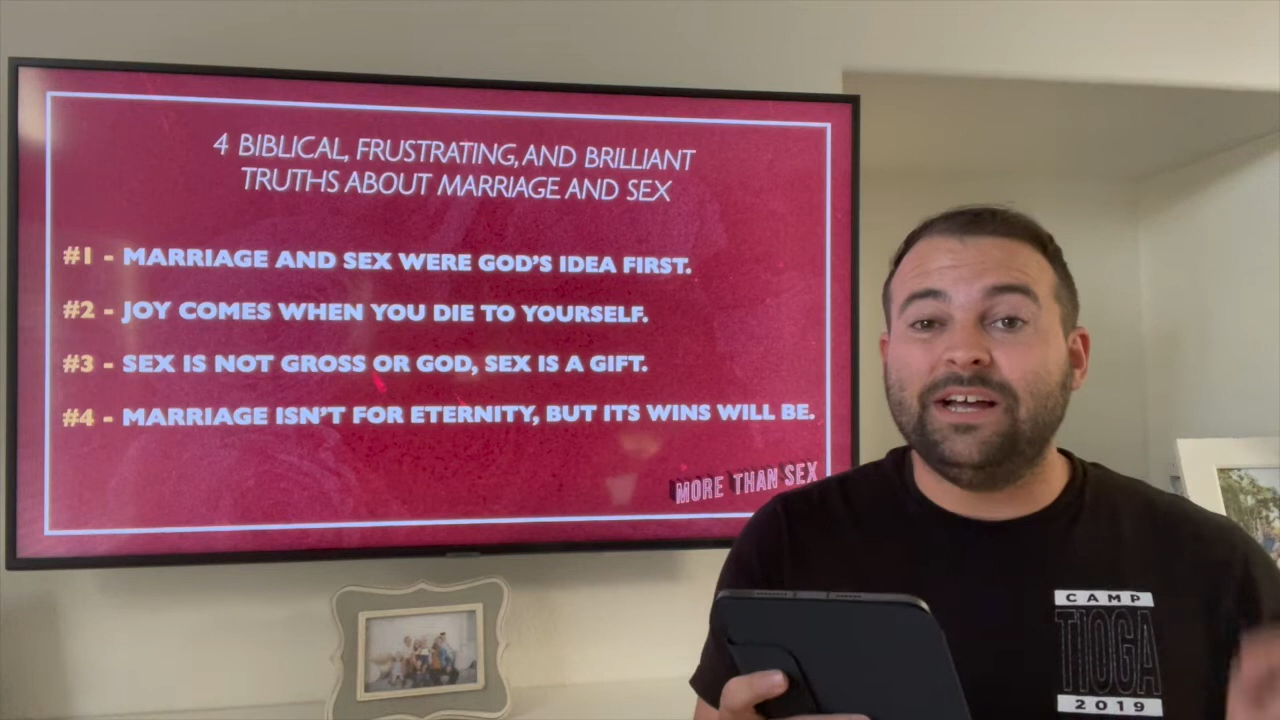 4 BIBLICAL, FRUSTRATING, AND BRILLIANT
TRUTHS ABOUT MARRIAGE AND SEX
#1 - MARRIAGE AND SEX WERE GOD'S IDEA FIRST.
#2 - JOY COMES WHEN YOU DIE TO YOURSELF.
#3 - SEX IS NOT GROSS OR GOD, SEX IS A GIFT.
#4 - MARRIAGE ISN'T FOR ETERNITY, BUT ITS WINS WILL BE.
MORE THAN SEX
CAMP
TIOGA
2019